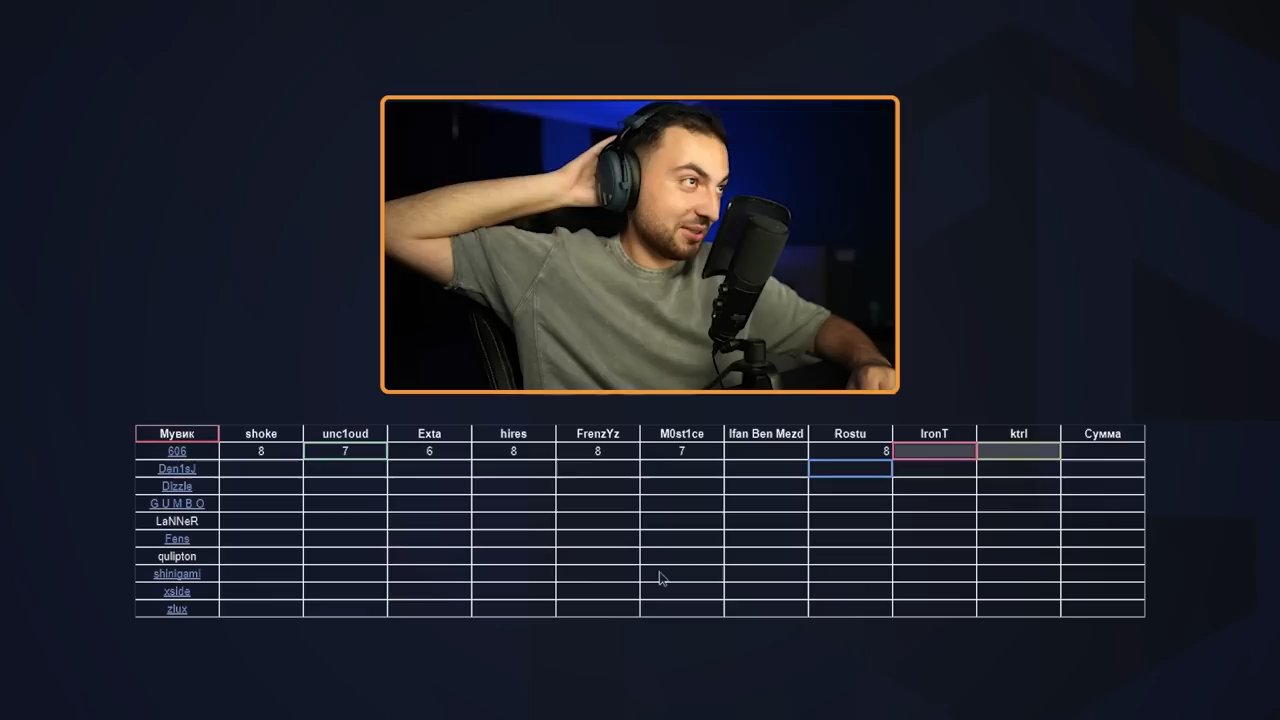 Мувик shoke unc1oud Exta hires FrenzYz M0st1ce Ifan Ben Mezd Rostu IronT ktrl Сумма
606 8 7 6 8 8 7 8
Den1sJ
Dizzle
G U M B O
LaNNeR
Fens
qulipton
shinigami
xside
zlux